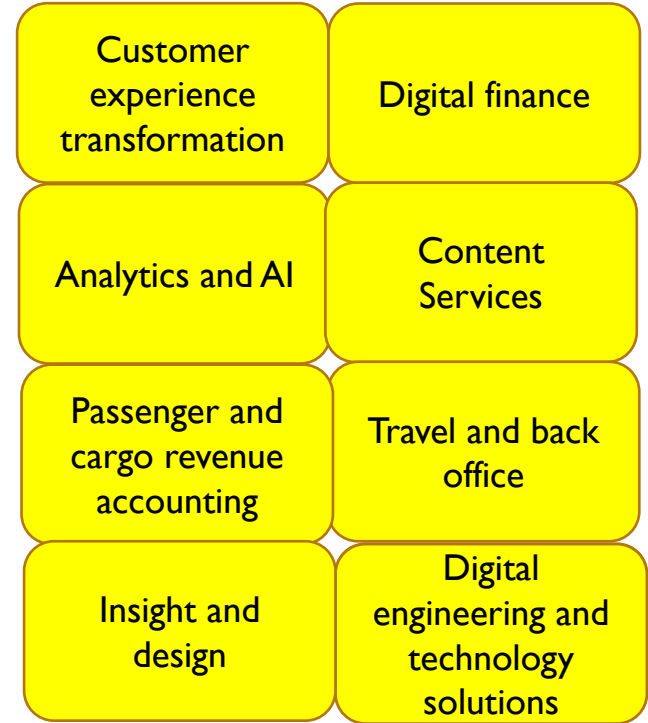 Customer
experience
transformation
Digital finance
Analytics and AI
Content
Services
Passenger and
cargo revenue
accounting
Travel and back
office
Insight and
design
Digital
engineering and
technology
solutions